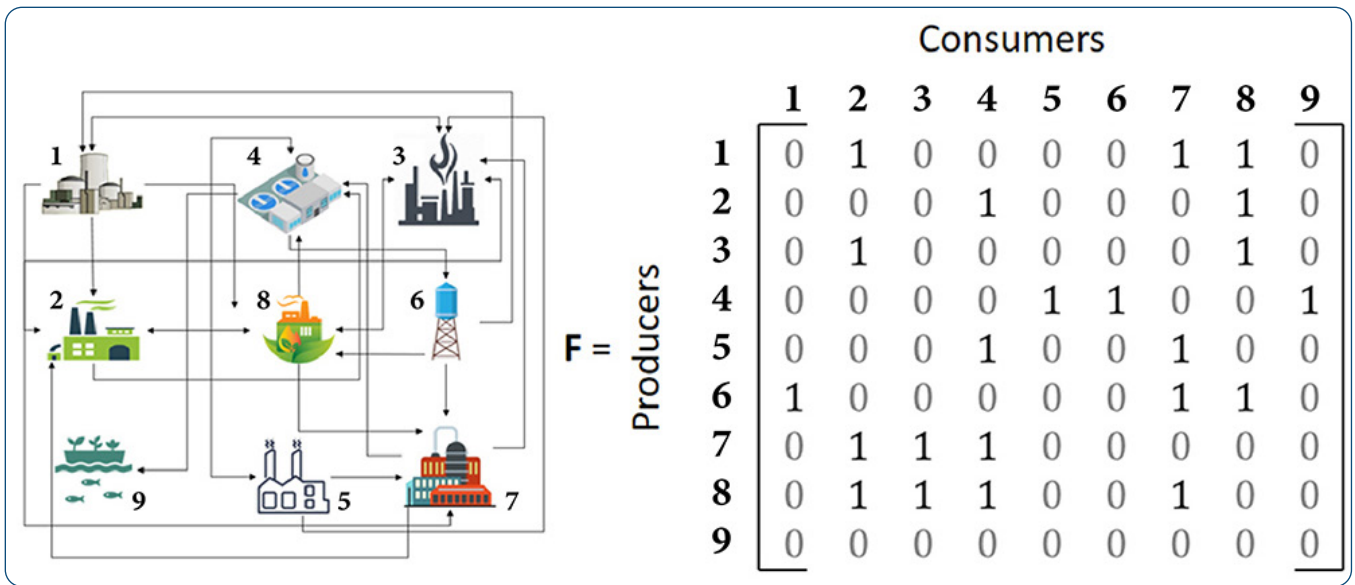 Consumers
1 2 3 4 5 6 7 8 9
1 0 1 0 0 0 0 1 1 0
2 0 0 0 1 0 0 0 1 0
3 0 1 0 0 0 0 0 1 0
4 0 0 0 0 1 1 0 0 1
5 0 0 0 1 0 0 1 0 0
6 1 0 0 0 0 0 1 1 0
7 0 1 1 1 0 0 0 0 0
8 0 1 1 1 0 0 1 0 0
9 0 0 0 0 0 0 0 0 0
F =
Producers
1
4
3
2
8
6
9
5
7